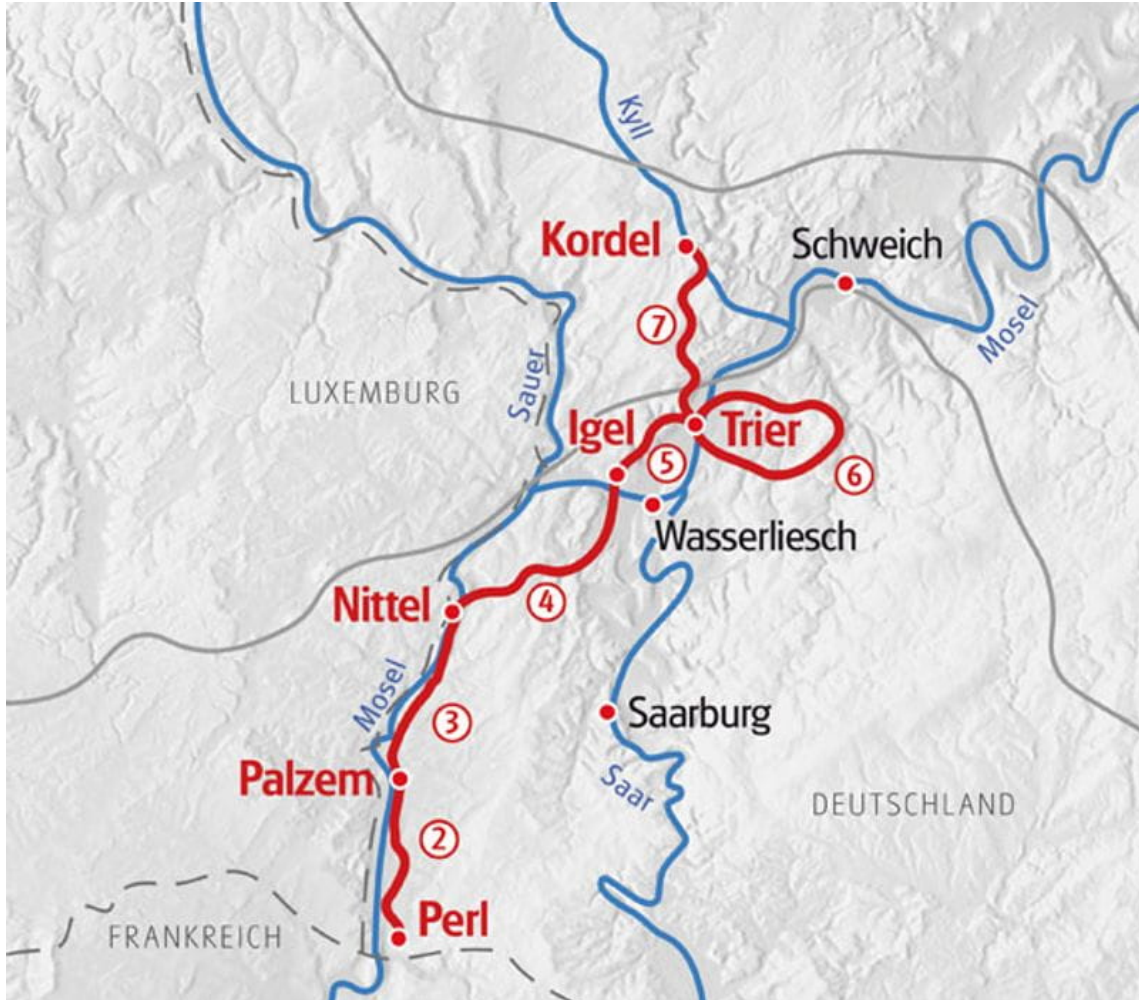 Kyll
Kordel
Schweich
7
Mosel
LUXEMBURG
Sauer
Igel
Trier
5
6
Wasserliesch
Nittel
4
Mosel
3
Saarburg
Palzem
Saar
DEUTSCHLAND
2
Perl
FRANKREICH